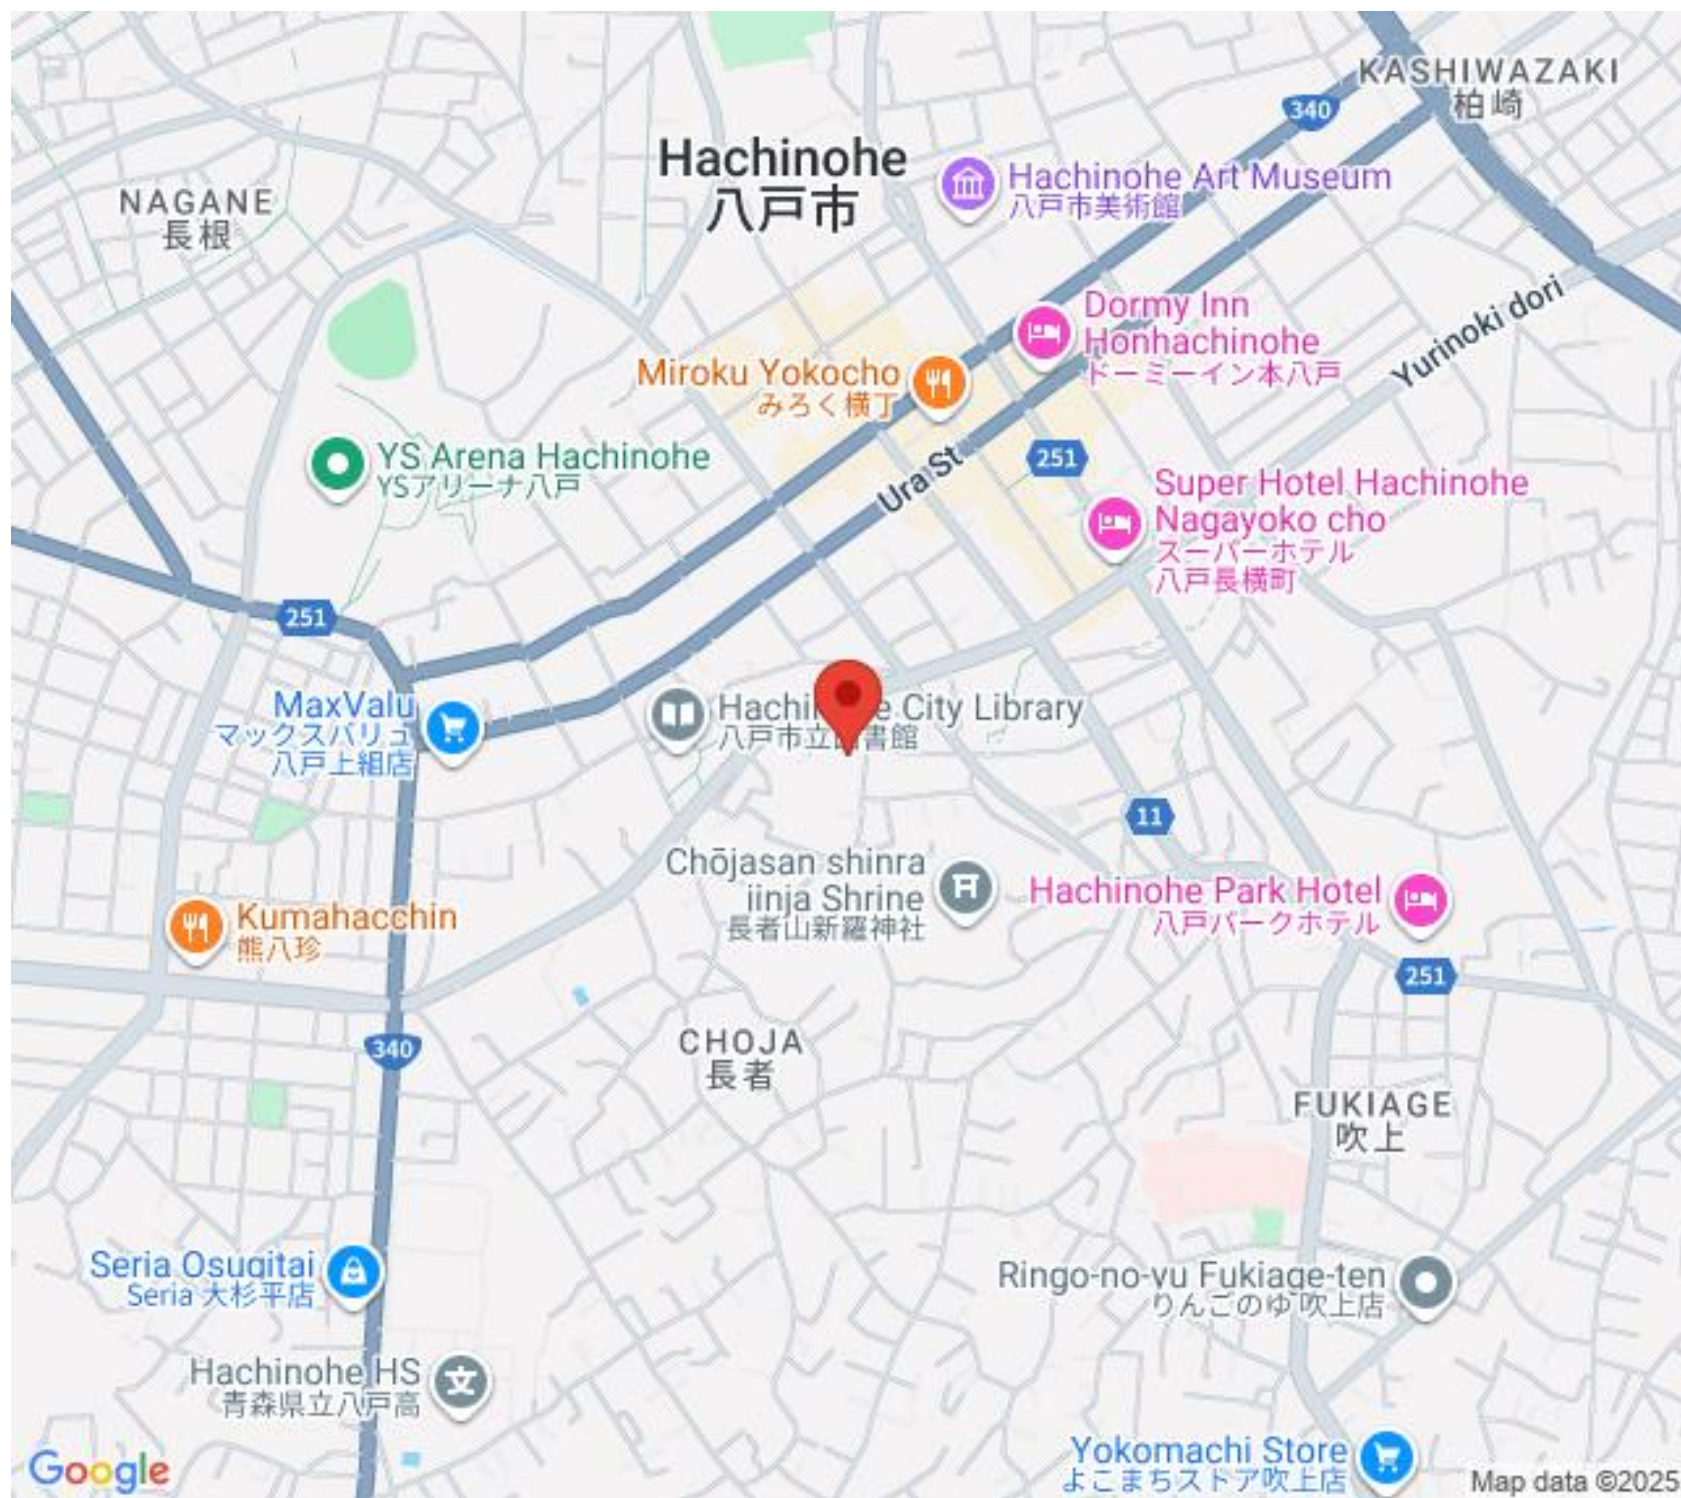 KASHIWAZAKI
柏崎
340
Hachinohe
八戸市
Hachinohe Art Museum
八戸市美術館
NAGANE
長根
Dormy Inn
Honhachinohe
ドーミーイン本八戸
Yurinoki dori
Miroku Yokocho
みろく横丁
YS Arena Hachinohe
YSアリーナ八戸
Ura St
251
Super Hotel Hachinohe
Nagayoko cho
スーパーホテル
八戸長横町
251
MaxValu
マックスバリュ
八戸上組店
Hachinohe City Library
八戸市立図書館
11
Chōjasan shinra
jinja Shrine
長者山新羅神社
Hachinohe Park Hotel
八戸パークホテル
Kumahacchin
熊八珍
251
340
CHOJA
長者
FUKIAGE
吹上
Seria Osugitai
Seria 大杉平店
Ringo-no-yu Fukiage-ten
りんごのゆ 吹上店
Hachinohe HS
青森県立八戸高
Yokomachi Store
よこまちストア吹上店
Google
Map data ©2025